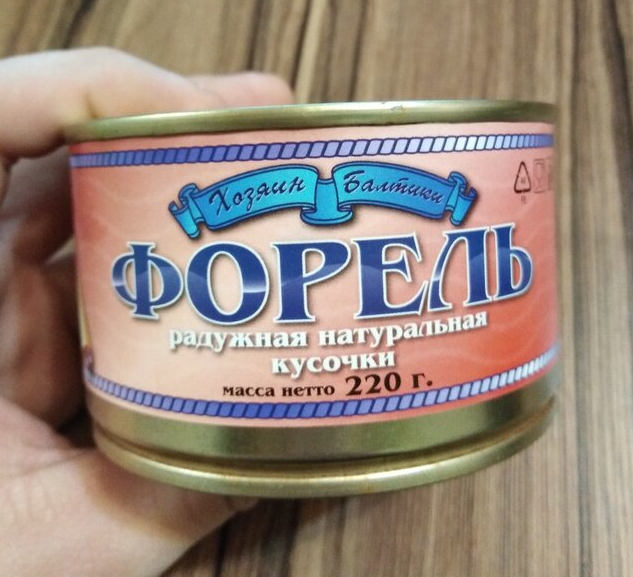 Хозяин Балтики
ФОРЕЛЬ
радужная натуральная
кусочки
масса нетто 220 г.